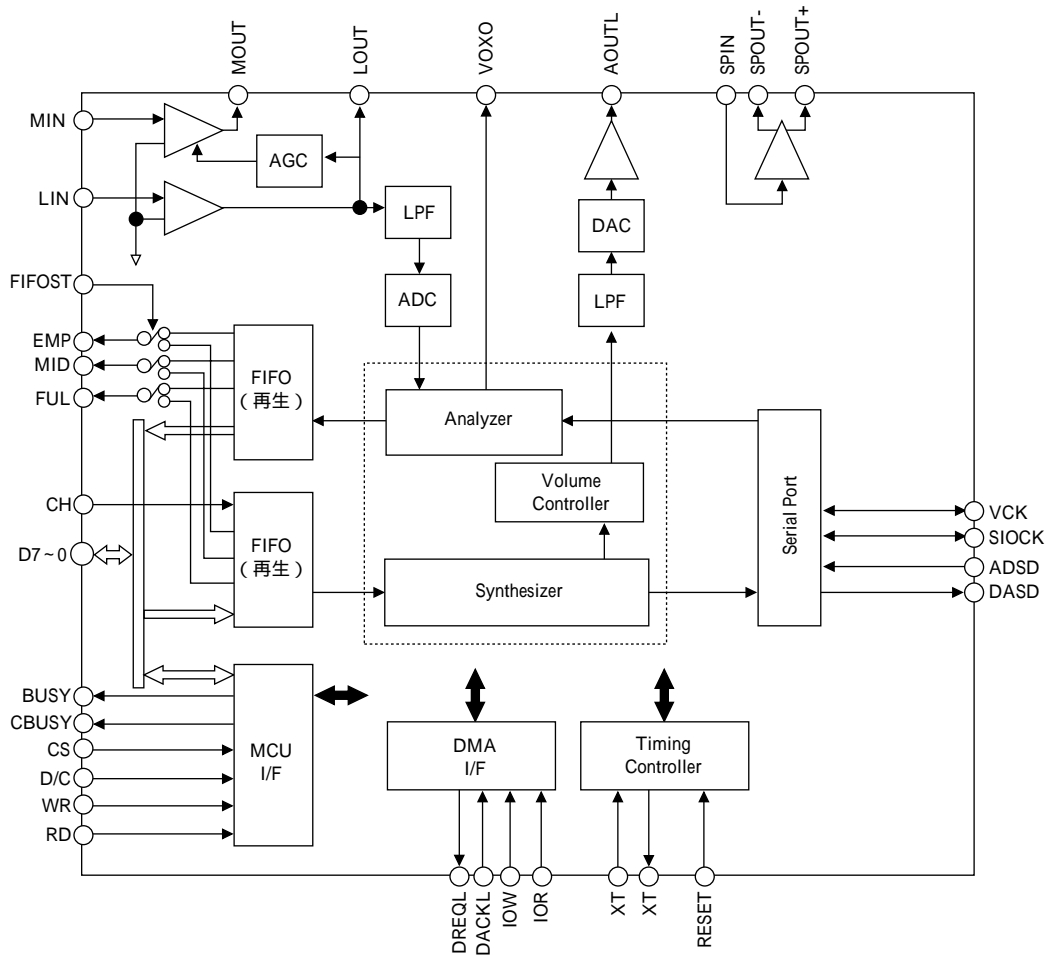 MOUT
LOUT
VOXO
AOUTL
SPIN
SPOUT-
SPOUT+
MIN
AGC
LIN
LPF
DAC
FIFOST
ADC
LPF
EMP
MID
FUL
FIFO
(再生)
Analyzer
Volume
Controller
Serial Port
CH
D7~0
FIFO
(再生)
Synthesizer
VCK
SIOCK
ADSD
DASD
BUSY
CBUSY
CS
D/C
WR
RD
MCU
I/F
DMA
I/F
Timing
Controller
DREQL
DACKL
IOW
IOR
XT
XT
RESET